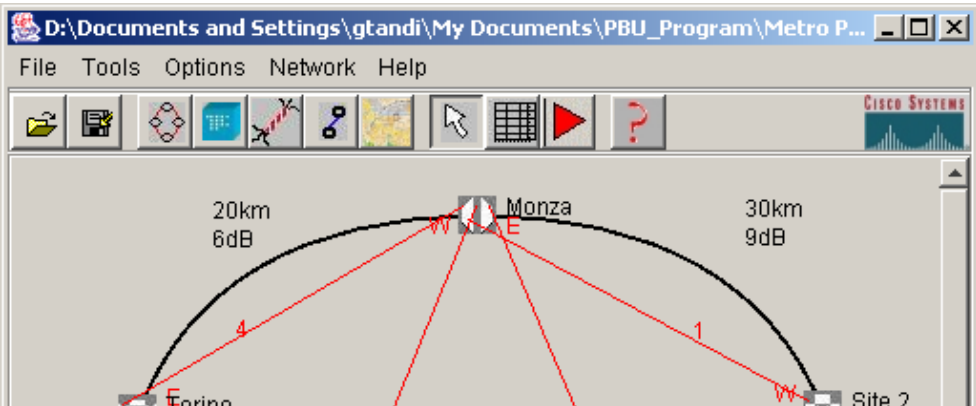 D:\Documents and Settings\gtandi\My Documents\PBU_Program\Metro P...
File Tools Options Network Help
CISCO SYSTEMS
20km
6dB
Monza
30km
9dB
W E
4
1
E
Torino
W
Site 2